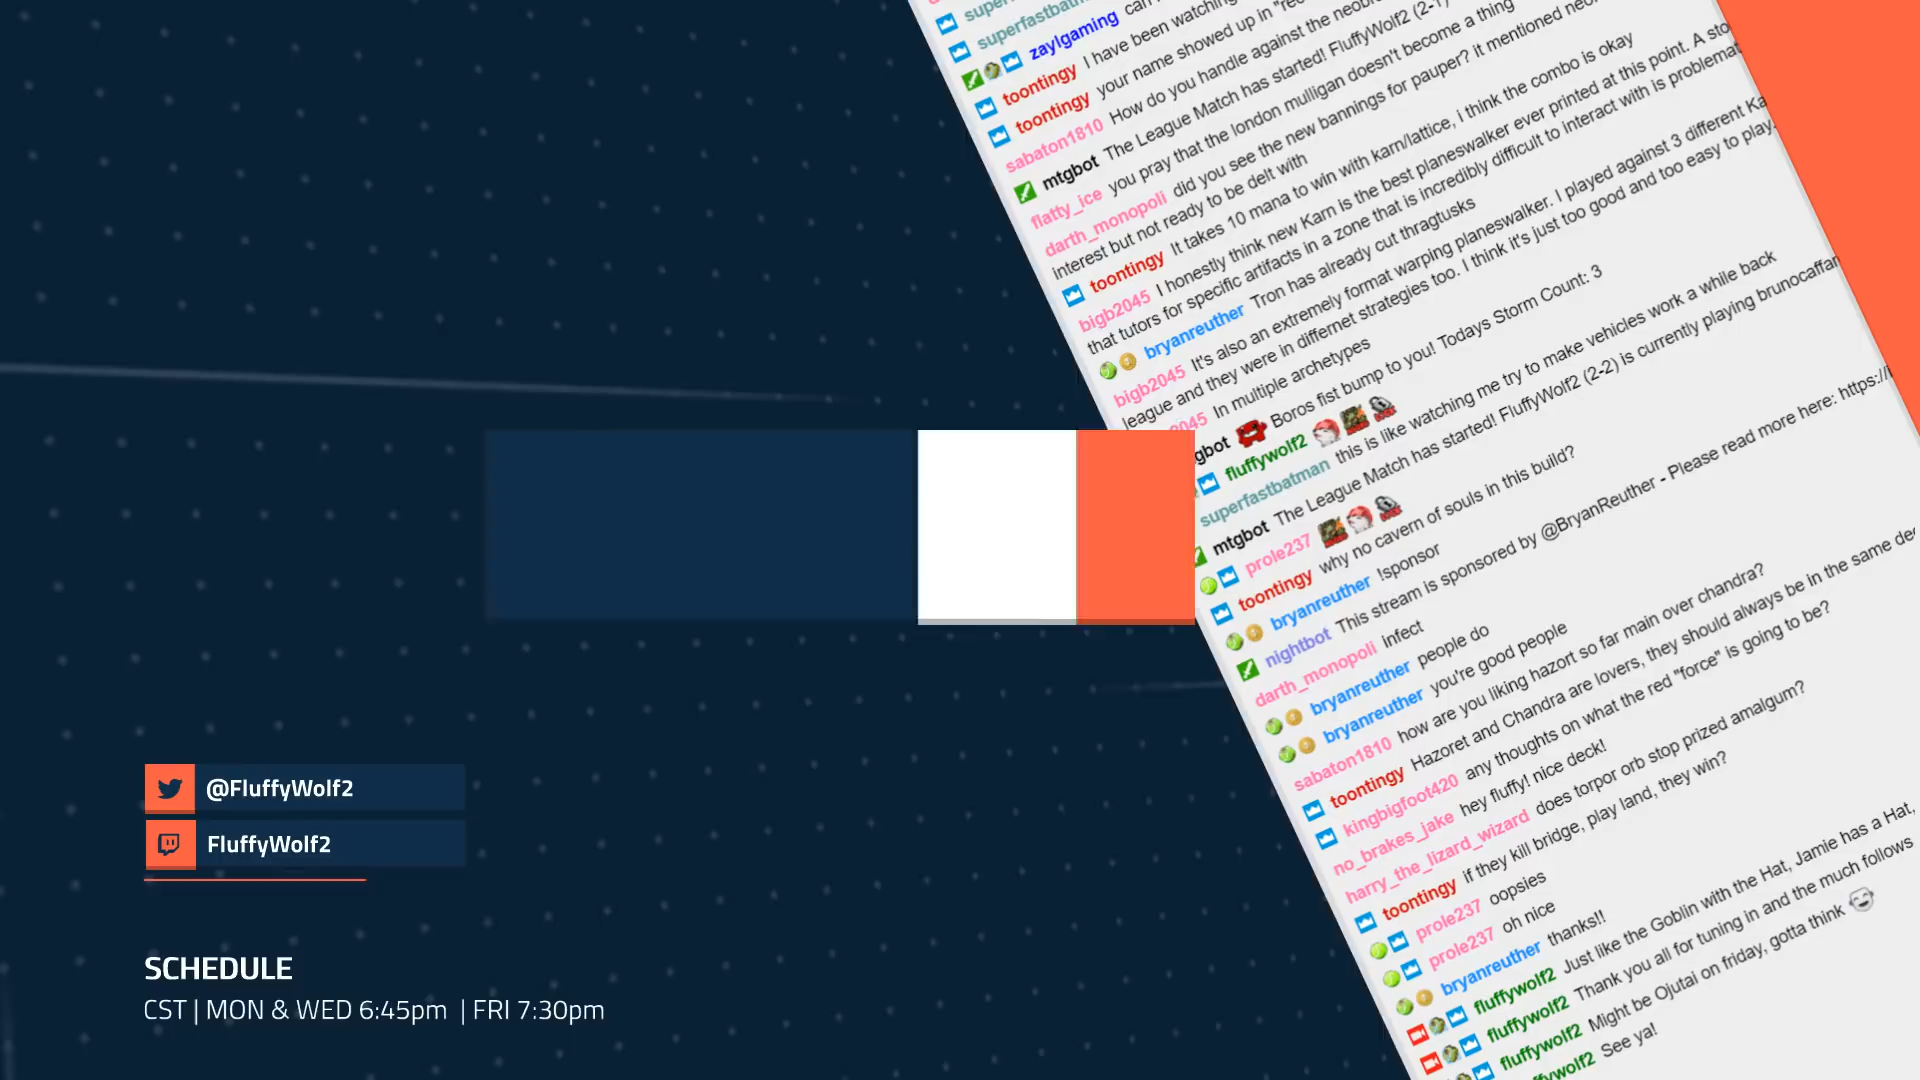 @FluffyWolf2
FluffyWolf2
SCHEDULE
CST | MON & WED 6:45pm | FRI 7:30pm
zaylgaming
toontingy I have been watching
toontingy your name showed up in
sabaton1810 How do you handle against the
mtgbot The League Match has started! FluffyWolf2 (2-1)
flatty_ice you pray that the london mulligan doesn't become a thing
darth_monopoli did you see the new bannings for pauper? it mentioned
interest but not ready to be delt with
toontingy It takes 10 mana to win with karn/lattice, i think the combo is okay
bigb2045 I honestly think new Karn is the best planeswalker ever printed at this point. A
that tutors for specific artifacts in a zone that is incredibly difficult to interact with is
bryanreuther Tron has already cut thragtusks
bigb2045 It's also an extremely format warping planeswalker. I played against 3 different
league and they were in differnet strategies too. I think it's just too good and too easy to play.
In multiple archetypes
Boros fist bump to you! Todays Storm Count: 3
fluffywolf2
superfastbatman this is like watching me try to make vehicles work a while back
mtgbot The League Match has started! FluffyWolf2 (2-2) is currently playing
prole237
toontingy why no cavern of souls in this build?
bryanreuther !sponsor
nightbot This stream is sponsored by @BryanReuther - Please read more here:
darth_monopoli infect
bryanreuther people do
bryanreuther you're good people
sabaton1810 how are you liking hazort so far main over chandra?
toontingy Hazoret and Chandra are lovers, they should always be in the same
kingbigfoot420 any thoughts on what the red "force" is going to be?
no_brakes_jake hey fluffy! nice deck!
harry_the_lizard_wizard does torpor orb stop prized amalgum?
toontingy if they kill bridge, play land, they win?
prole237 oopsies
prole237 oh nice
bryanreuther thanks!!
fluffywolf2 Just like the Goblin with the Hat, Jamie has a Hat,
fluffywolf2 Thank you all for tuning in and the much follows
fluffywolf2 Might be Ojutai on friday, gotta think
See ya!